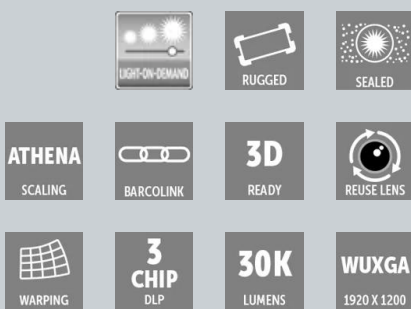 LIGHT-ON-DEMAND
RUGGED
SEALED
ATHENA
SCALING
BARCOLINK
3D
READY
REUSE LENS
WARPING
3
CHIP
DLP
30K
LUMENS
WUXGA
1920 X 1200